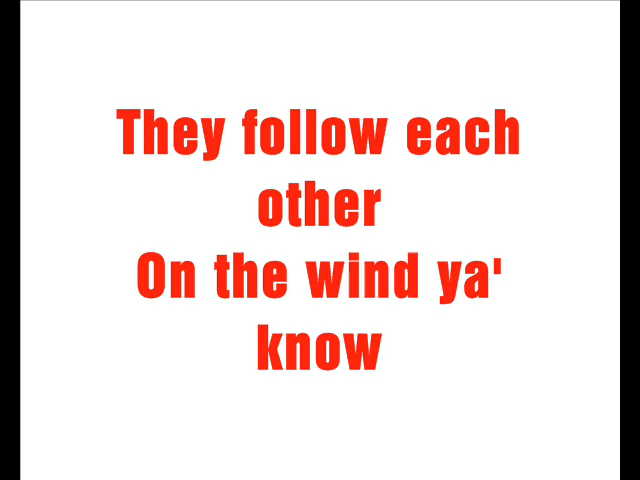 They follow each
other
On the wind ya'
know